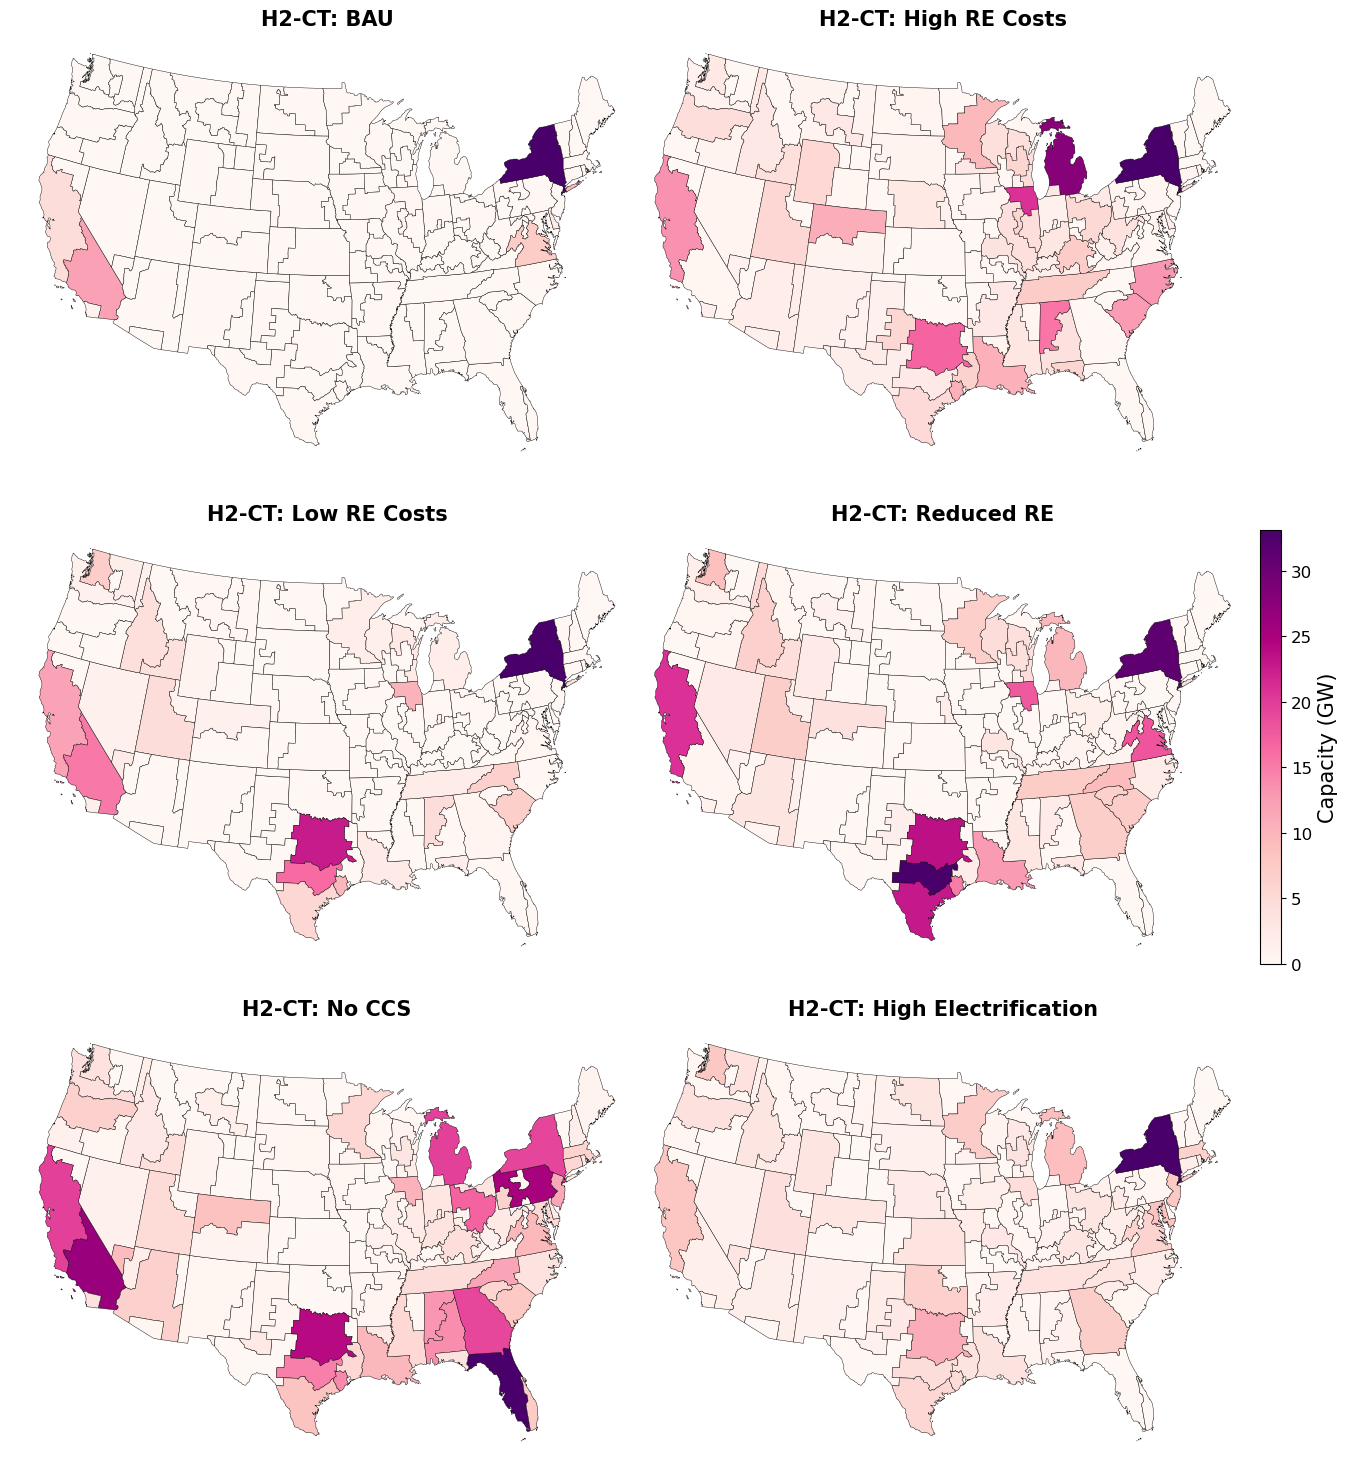 H2-CT: BAU
H2-CT: High RE Costs
H2-CT: Low RE Costs
H2-CT: Reduced RE
30
25
20
15
10
5
0
Capacity (GW)
H2-CT: No CCS
H2-CT: High Electrification